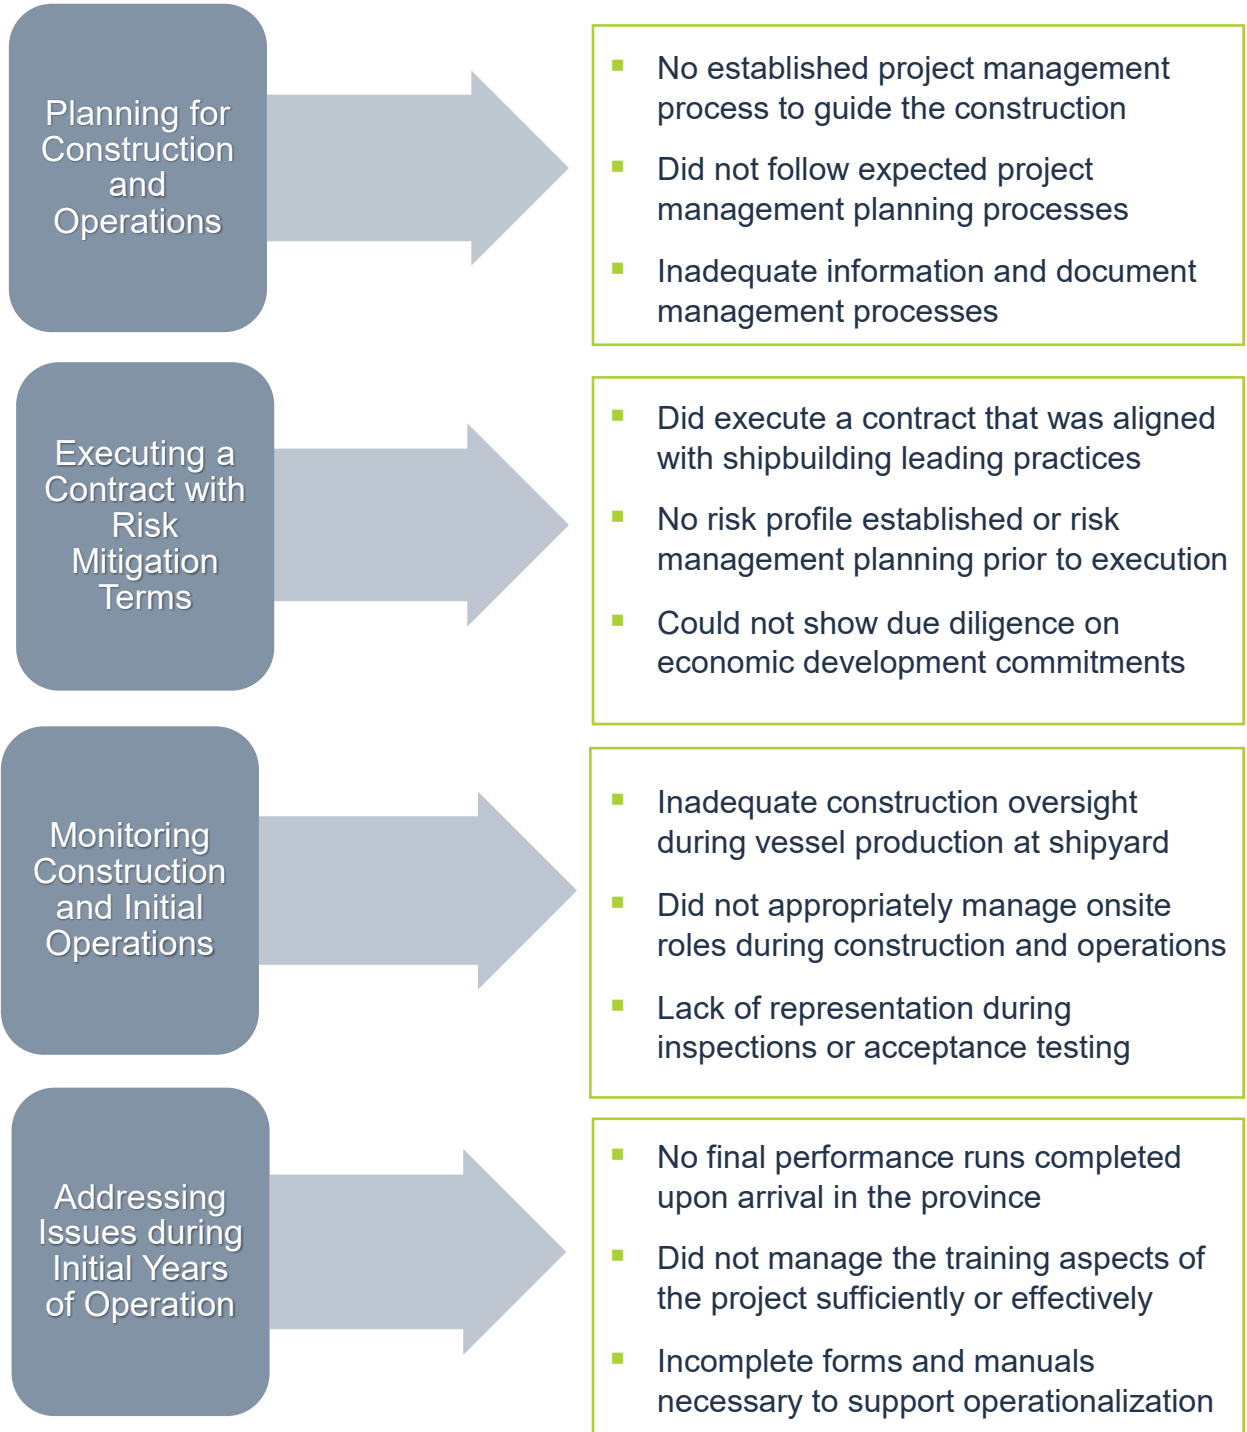 Planning for
Construction
and
Operations
No established project management
process to guide the construction
Did not follow expected project
management planning processes
Inadequate information and document
management processes
Executing a
Contract with
Risk
Mitigation
Terms
Did execute a contract that was aligned
with shipbuilding leading practices
No risk profile established or risk
management planning prior to execution
Could not show due diligence on
economic development commitments
Monitoring
Construction
and Initial
Operations
Inadequate construction oversight
during vessel production at shipyard
Did not appropriately manage onsite
roles during construction and operations
Lack of representation during
inspections or acceptance testing
Addressing
Issues during
Initial Years
of Operation
No final performance runs completed
upon arrival in the province
Did not manage the training aspects of
the project sufficiently or effectively
Incomplete forms and manuals
necessary to support operationalization